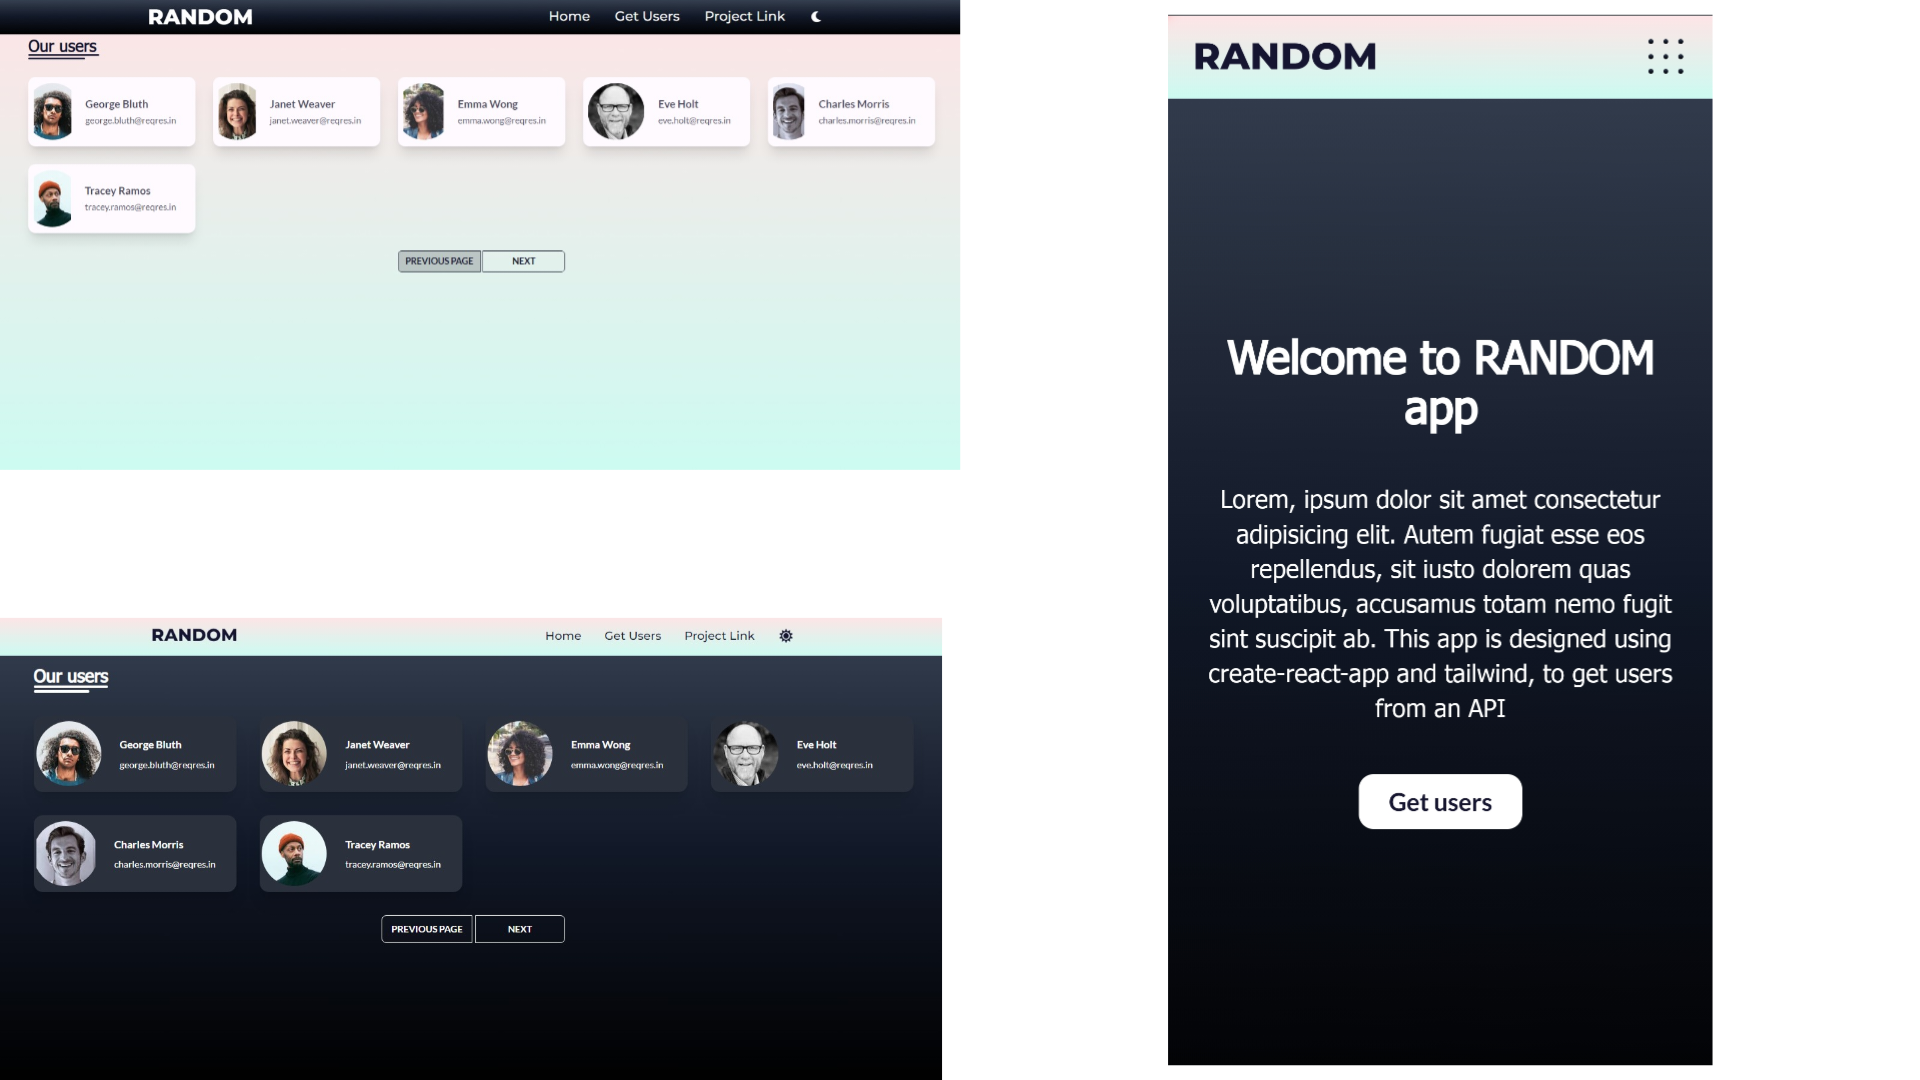 RANDOM
Home
Get Users
Project Link
Our users
George Bluth
george.bluth@reqres.in
Janet Weaver
janet.weaver@reqres.in
Emma Wong
emma.wong@reqres.in
Eve Holt
eve.holt@reqres.in
Charles Morris
charles.morris@reqres.in
Tracey Ramos
tracey.ramos@reqres.in
PREVIOUS PAGE
NEXT
RANDOM
Home
Get Users
Project Link
Our users
George Bluth
george.bluth@reqres.in
Janet Weaver
janet.weaver@reqres.in
Emma Wong
emma.wong@reqres.in
Eve Holt
eve.holt@reqres.in
Charles Morris
charles.morris@reqres.in
Tracey Ramos
tracey.ramos@reqres.in
PREVIOUS PAGE
NEXT
RANDOM
Welcome to RANDOM
app
Lorem, ipsum dolor sit amet consectetur
adipisicing elit. Autem fugiat esse eos
repellendus, sit iusto dolorem quas
voluptatibus, accusamus totam nemo fugit
sint suscipit ab. This app is designed using
create-react-app and tailwind, to get users
from an API
Get users